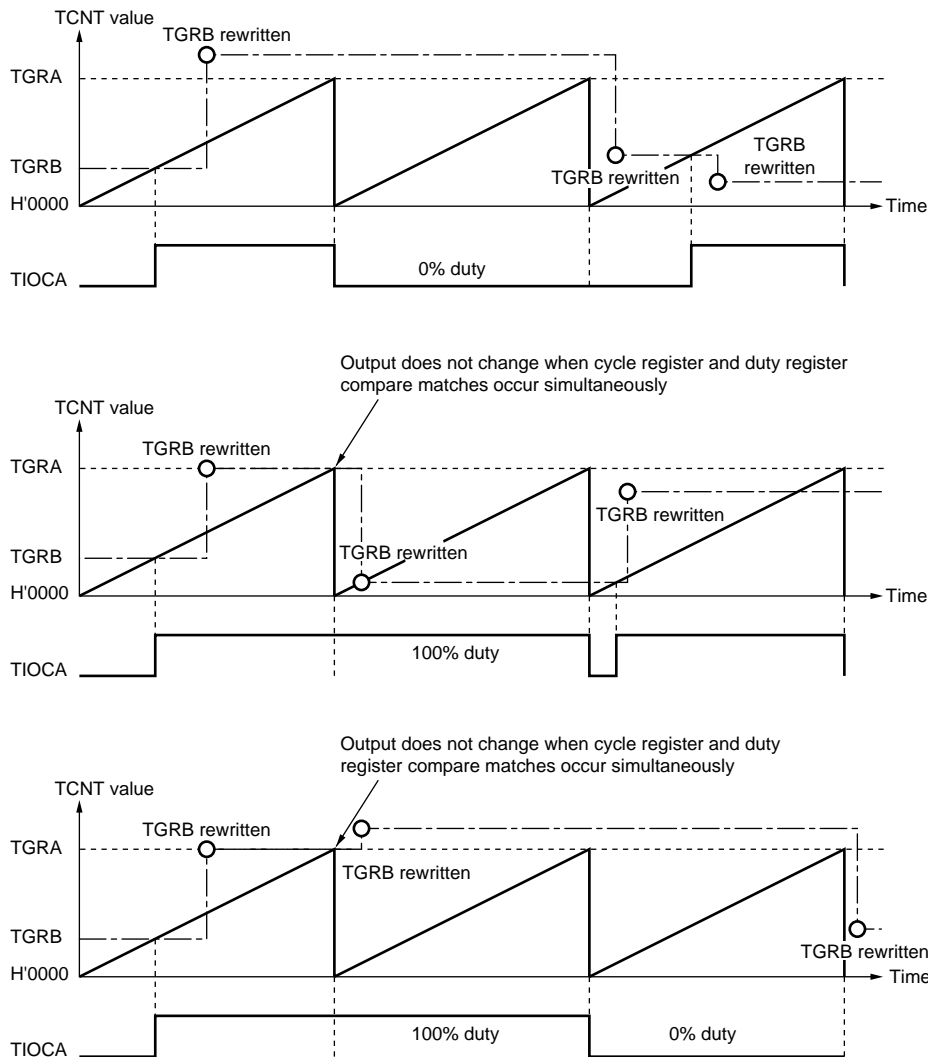 TCNT value
TGRB rewritten
TGRA
TGRB
rewritten
TGRB
TGRB rewritten
H'0000
Time
TIOCA
0% duty
Output does not change when cycle register and duty register
compare matches occur simultaneously
TCNT value
TGRB rewritten
TGRA
TGRB rewritten
TGRB rewritten
TGRB
H'0000
Time
TIOCA
100% duty
Output does not change when cycle register and duty
register compare matches occur simultaneously
TCNT value
TGRB rewritten
TGRA
TGRB rewritten
TGRB
TGRB rewritten
H'0000
Time
100% duty
0% duty
TIOCA